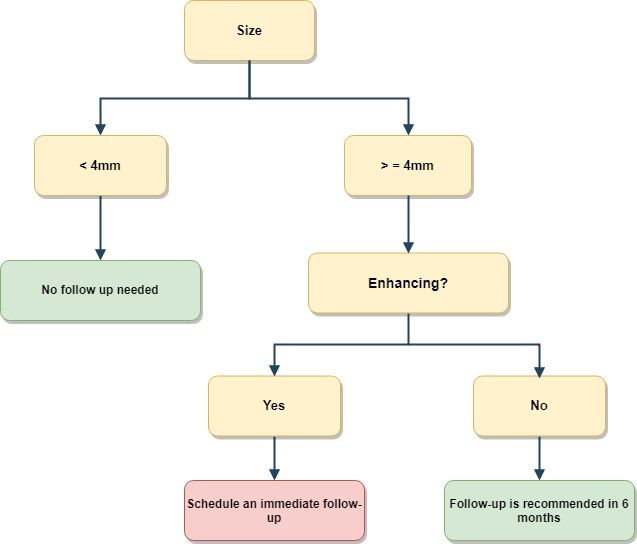 Size
< 4mm
> = 4mm
No follow up needed
Enhancing?
Yes
No
Schedule an immediate follow-
up
Follow-up is recommended in 6
months